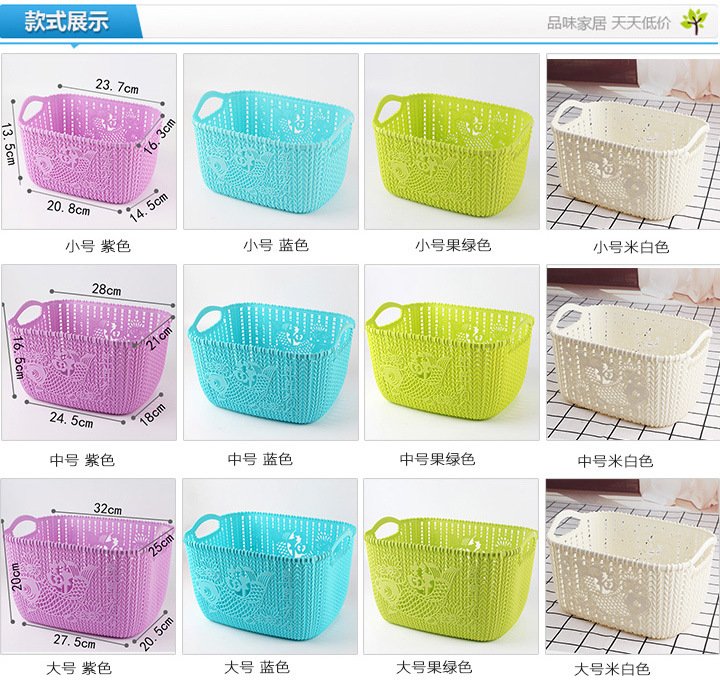 款式展示
品味家居 天天低价
23.7cm
13.5cm
16.3cm
20.8cm
14.5cm
小号 紫色
小号 蓝色
小号果绿色
小号米白色
28cm
16.5cm
21cm
24.5cm
18cm
中号 紫色
中号 蓝色
中号果绿色
中号米白色
32cm
20cm
25cm
27.5cm
20.5cm
大号 紫色
大号 蓝色
大号果绿色
大号米白色